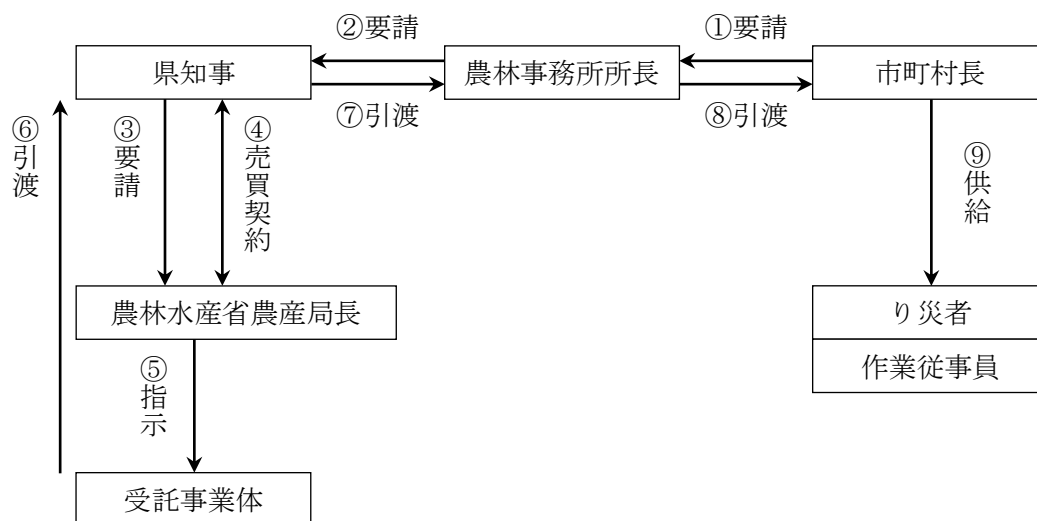 ②要請
①要請
県知事
農林事務所所長
市町村長
⑦引渡
⑧引渡
⑥引渡
③要請
④売買契約
⑨供給
農林水産省農産局長
り災者
作業従事員
⑤指示
受託事業体